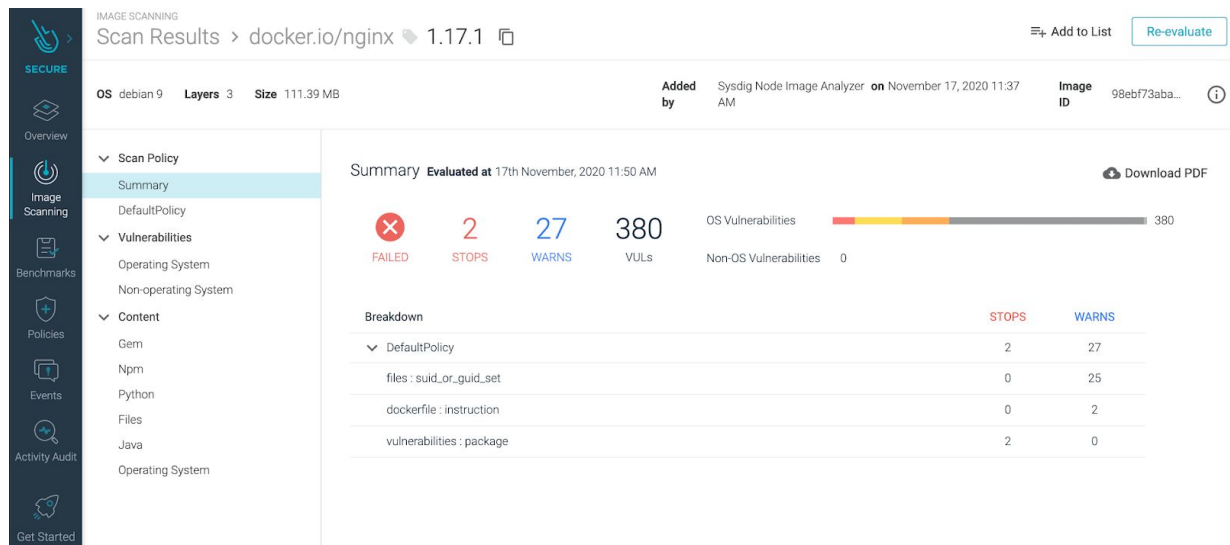 IMAGE SCANNING
Scan Results > docker.io/nginx 1.17.1
Add to List
Re-evaluate
SECURE
OS debian 9 Layers 3 Size 111.39 MB
Added by Sysdig Node Image Analyzer on November 17, 2020 11:37 AM
Image ID 98ebf73aba...
Overview
Image Scanning
Benchmarks
Policies
Events
Activity Audit
Get Started
Scan Policy
Summary
DefaultPolicy
Vulnerabilities
Operating System
Non-operating System
Content
Gem
Npm
Python
Files
Java
Operating System
Summary Evaluated at 17th November, 2020 11:50 AM
Download PDF
2 27 380
FAILED STOPS WARNS VULs
OS Vulnerabilities 380
Non-OS Vulnerabilities 0
Breakdown STOPS WARNS
DefaultPolicy 2 27
files : suid_or_guid_set 0 25
dockerfile : instruction 0 2
vulnerabilities : package 2 0